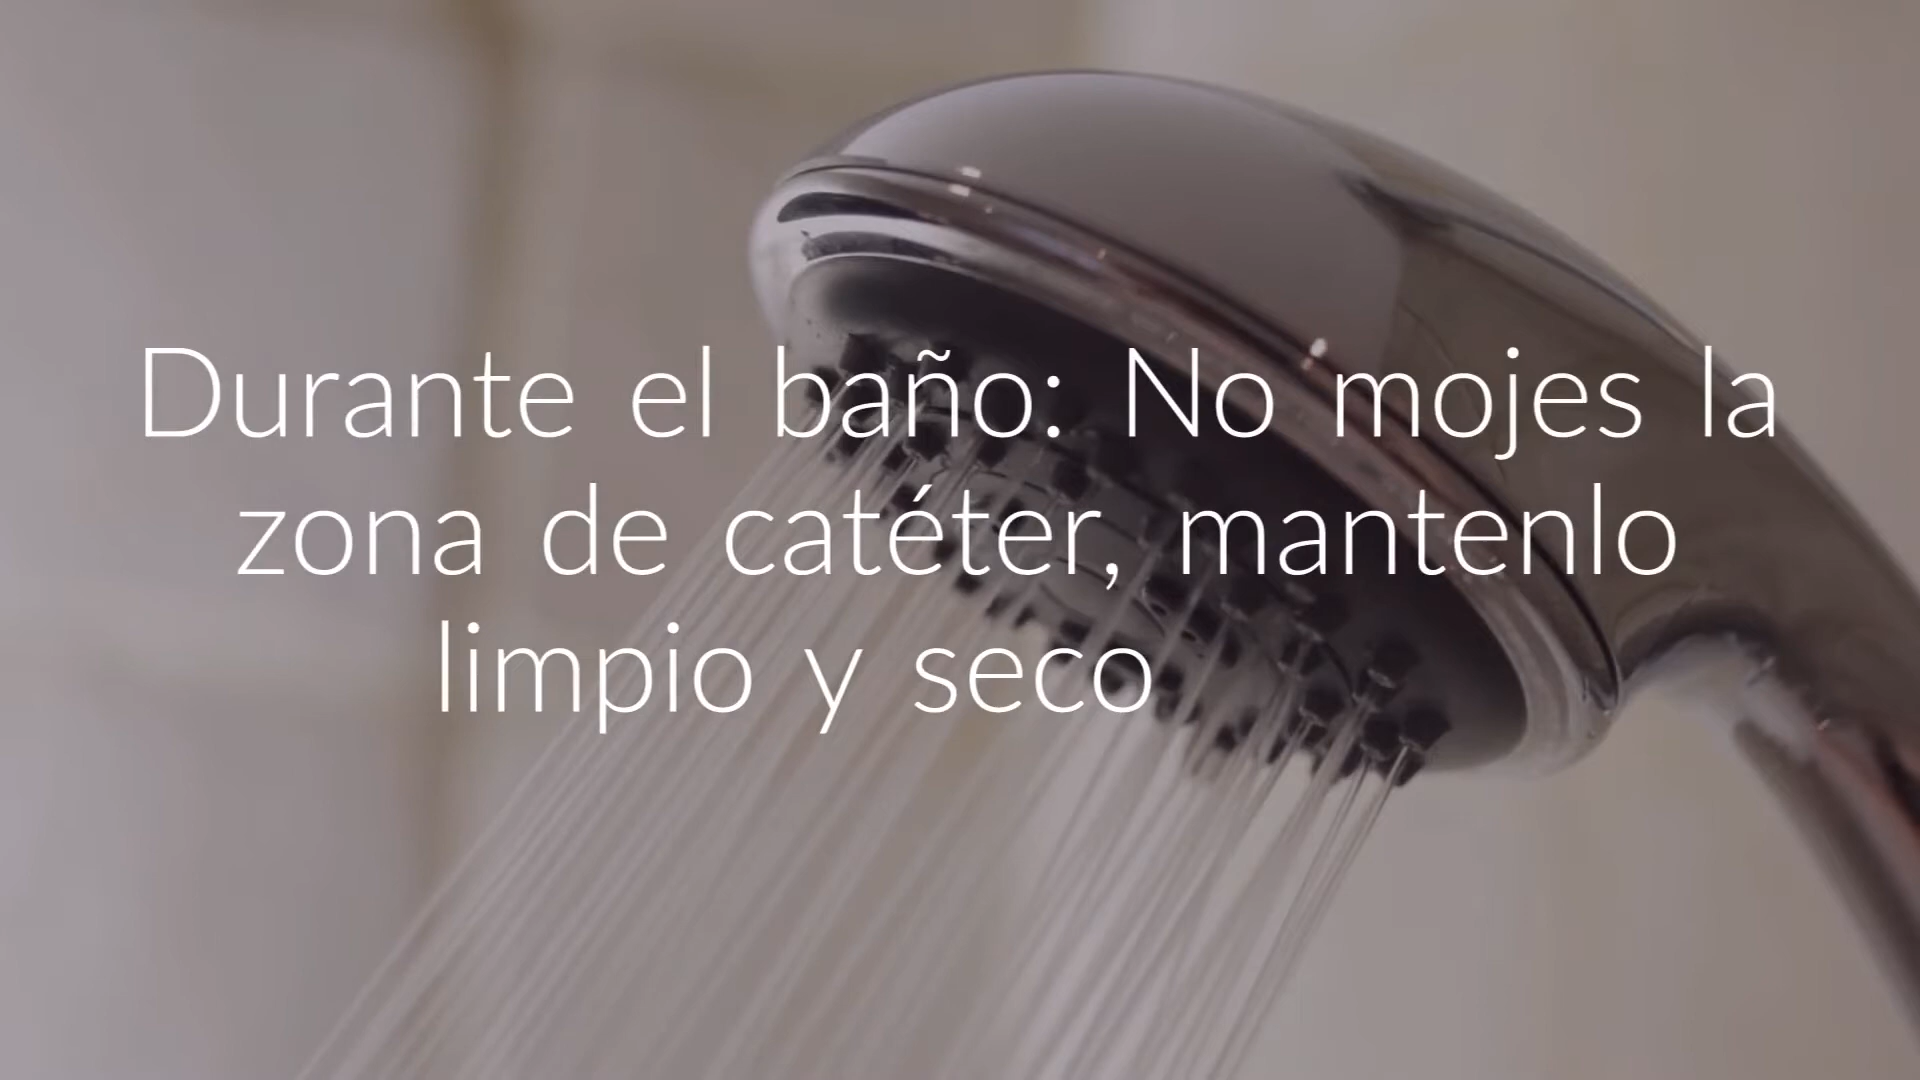 Durante el baño: No mojes la
zona de catéter, mantenlo
limpio y seco